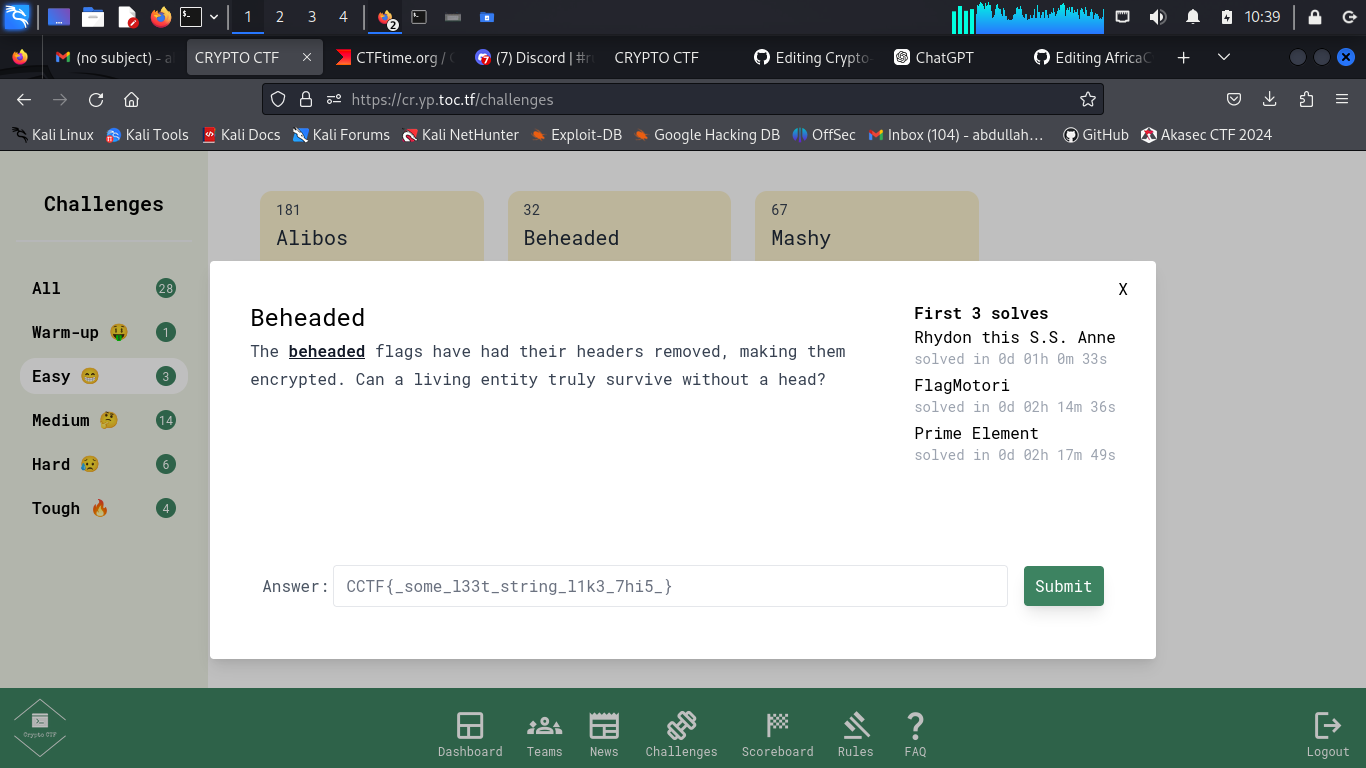 1 2 3 4 2 10:39
(no subject) - a CRYPTO CTF CTFtime.org / (7) Discord | #r CRYPTO CTF Editing Crypto- ChatGPT Editing AfricaC
https://cr.yp.toc.tf/challenges
Kali Linux Kali Tools Kali Docs Kali Forums Kali NetHunter Exploit-DB Google Hacking DB OffSec Inbox (104) - abdullah… GitHub Akasec CTF 2024
Challenges
All 28
Warm-up 🤑 1
Easy 😁 3
Medium 🤔 14
Hard 😥 6
Tough 🔥 4
181
Alibos
32
Beheaded
67
Mashy
X
Beheaded
The beheaded flags have had their headers removed, making them
encrypted. Can a living entity truly survive without a head?
First 3 solves
Rhydon this S.S. Anne
solved in 0d 01h 0m 33s
FlagMotori
solved in 0d 02h 14m 36s
Prime Element
solved in 0d 02h 17m 49s
Answer: CCTF{_some_l33t_string_l1k3_7hi5_} Submit
Crypto CTF
Dashboard Teams News Challenges Scoreboard Rules FAQ Logout